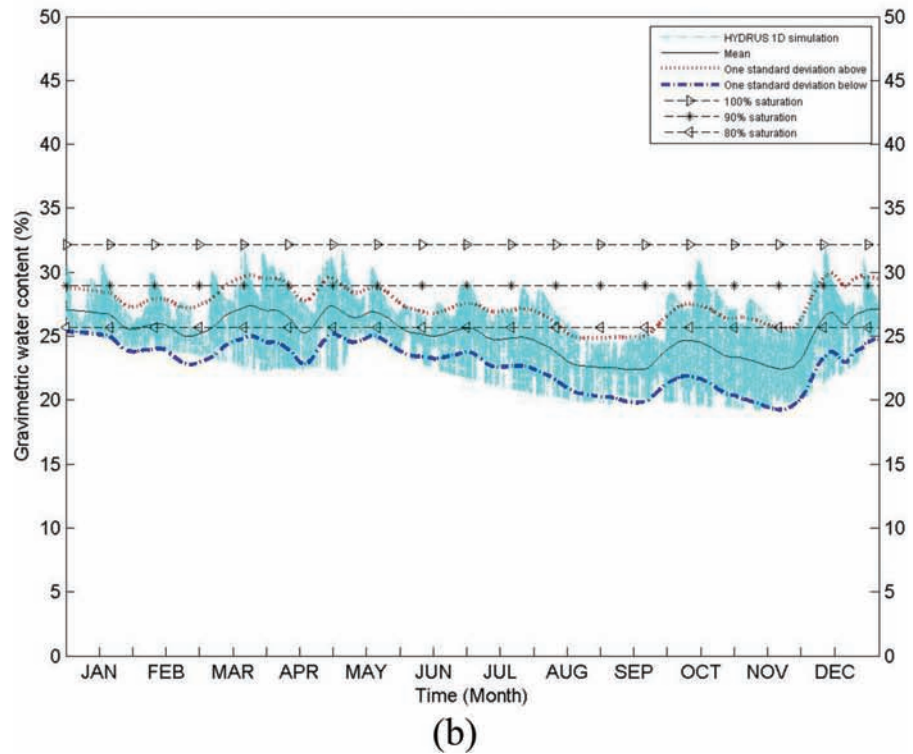 50
45
40
35
30
25
20
15
10
5
0
50
45
40
35
30
25
20
15
10
5
0
Gravimetric water content (%)
HYDRUS 1D simulation
Mean
One standard deviation above
One standard deviation below
100% saturation
90% saturation
80% saturation
JAN FEB MAR APR MAY JUN JUL AUG SEP OCT NOV DEC
Time (Month)
(b)